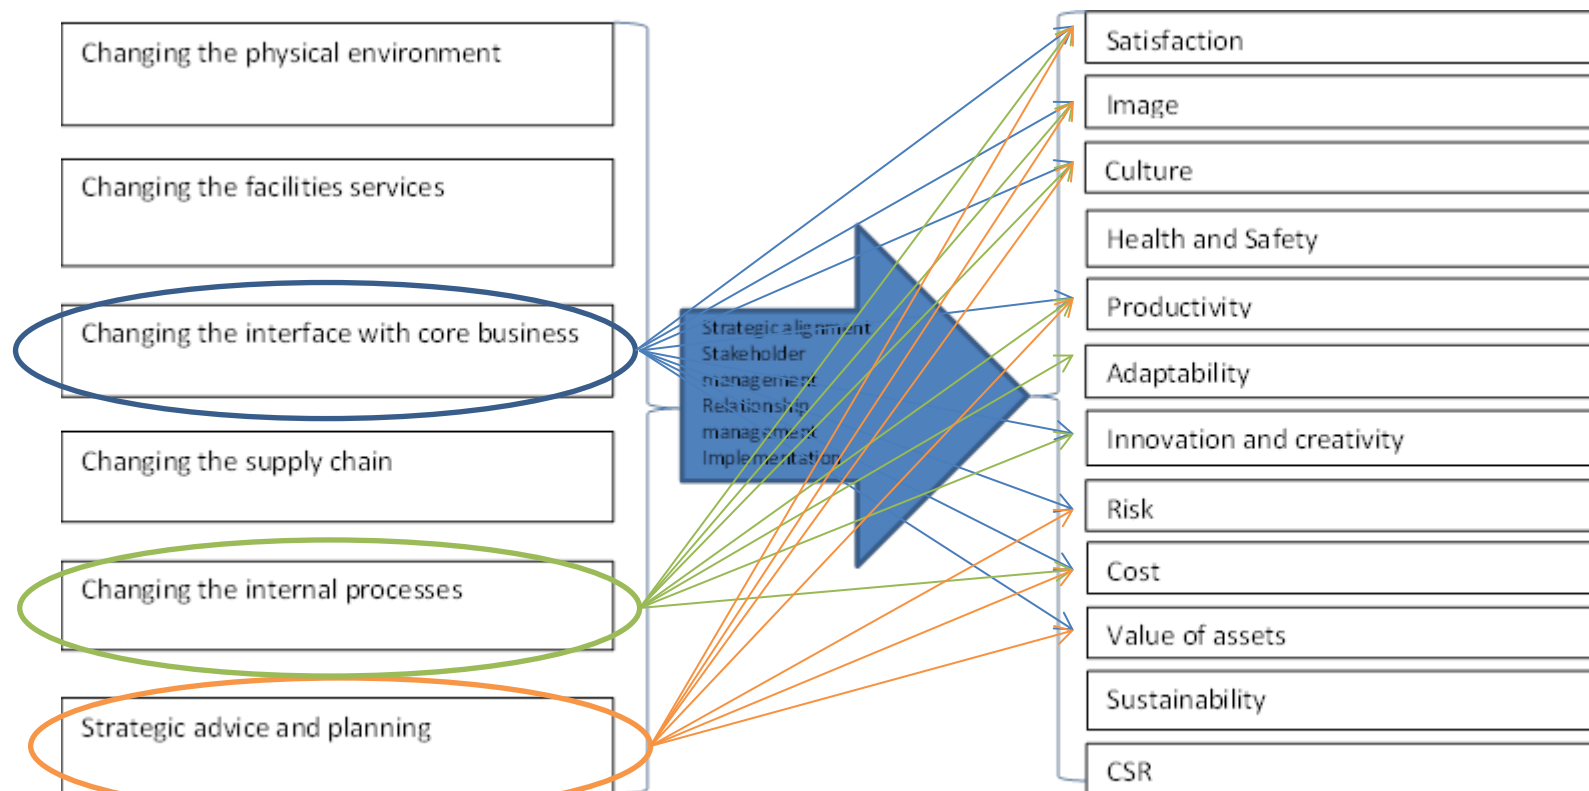 Changing the physical environment
Changing the facilities services
Changing the interface with core business
Changing the supply chain
Changing the internal processes
Strategic advice and planning
Strategic alignment
Stakeholder
management
Relationship
management
Implementation
Satisfaction
Image
Culture
Health and Safety
Productivity
Adaptability
Innovation and creativity
Risk
Cost
Value of assets
Sustainability
CSR